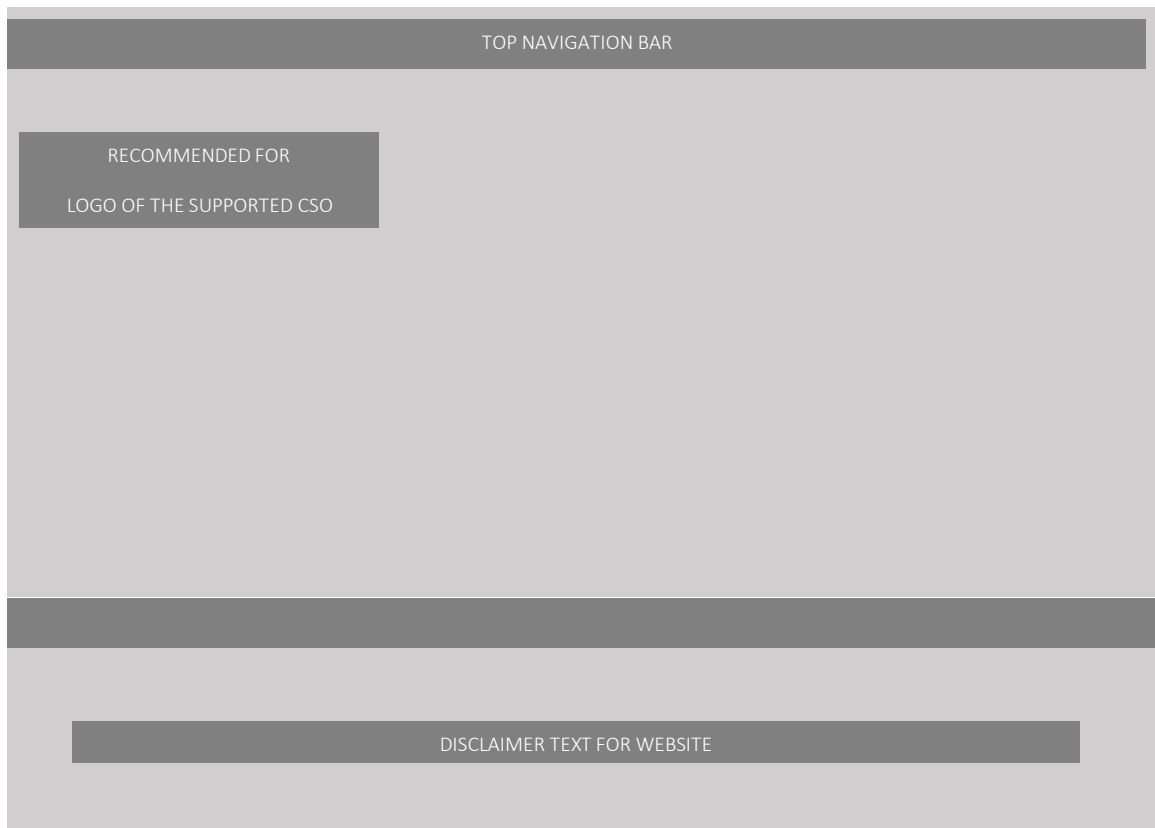 TOP NAVIGATION BAR
RECOMMENDED FOR
LOGO OF THE SUPPORTED CSO
DISCLAIMER TEXT FOR WEBSITE